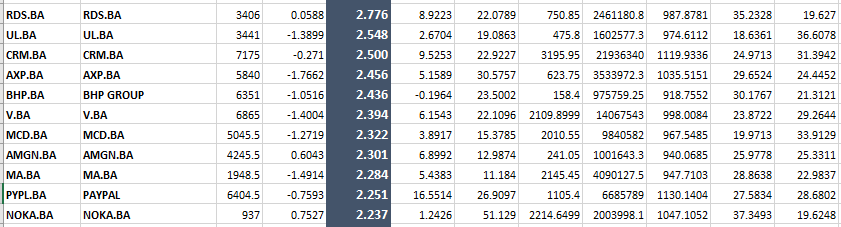 RDS.BA RDS.BA 3406 0.0588 2.776 8.9223 22.0789 750.85 2461180.8 987.8781 35.2328 19.627
UL.BA UL.BA 3441 -1.3899 2.548 2.6704 19.0863 475.8 1602577.3 974.6112 18.6361 36.6078
CRM.BA CRM.BA 7175 -0.271 2.500 9.5253 22.9227 3195.95 21936340 1119.9336 24.9713 31.3942
AXP.BA AXP.BA 5840 -1.7662 2.456 5.1589 30.5757 623.75 3533972.3 1035.5151 29.6524 24.4452
BHP.BA BHP GROUP 6351 -1.0516 2.436 -0.1964 23.5002 158.4 975759.25 918.7552 30.1767 21.3121
V.BA V.BA 6865 -1.4004 2.394 6.1543 22.1096 2109.8999 14067543 998.0084 23.8722 29.2644
MCD.BA MCD.BA 5045.5 -1.2719 2.322 3.8917 15.3785 2010.55 9840582 967.5485 19.9713 33.9129
AMGN.BA AMGN.BA 4245.5 0.6043 2.301 6.8992 12.9874 241.05 1001643.3 940.0685 25.9778 25.3311
MA.BA MA.BA 1948.5 -1.4914 2.284 5.4383 11.184 2145.45 4090127.5 947.7103 28.8638 22.9837
PYPL.BA PAYPAL 6404.5 -0.7593 2.251 16.5514 26.9097 1105.4 6685789 1130.1404 27.5834 28.6802
NOKA.BA NOKA.BA 937 0.7527 2.237 1.2426 51.129 2214.6499 2003998.1 1047.1052 37.3493 19.6248